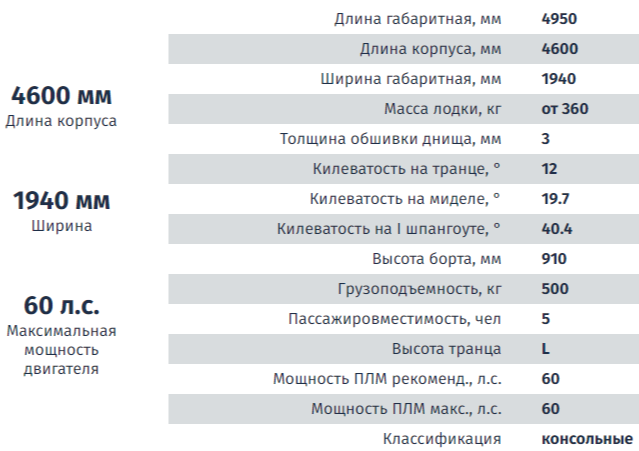 4600 мм
Длина корпуса
1940 мм
Ширина
60 л.с.
Максимальная
мощность
двигателя
Длина габаритная, мм 4950
Длина корпуса, мм 4600
Ширина габаритная, мм 1940
Масса лодки, кг от 360
Толщина обшивки днища, мм 3
Килеватость на транце, ° 12
Килеватость на миделе, ° 19.7
Килеватость на I шпангоуте, ° 40.4
Высота борта, мм 910
Грузоподъемность, кг 500
Пассажировместимость, чел 5
Высота транца L
Мощность ПЛМ рекоменд., л.с. 60
Мощность ПЛМ макс., л.с. 60
Классификация консольные